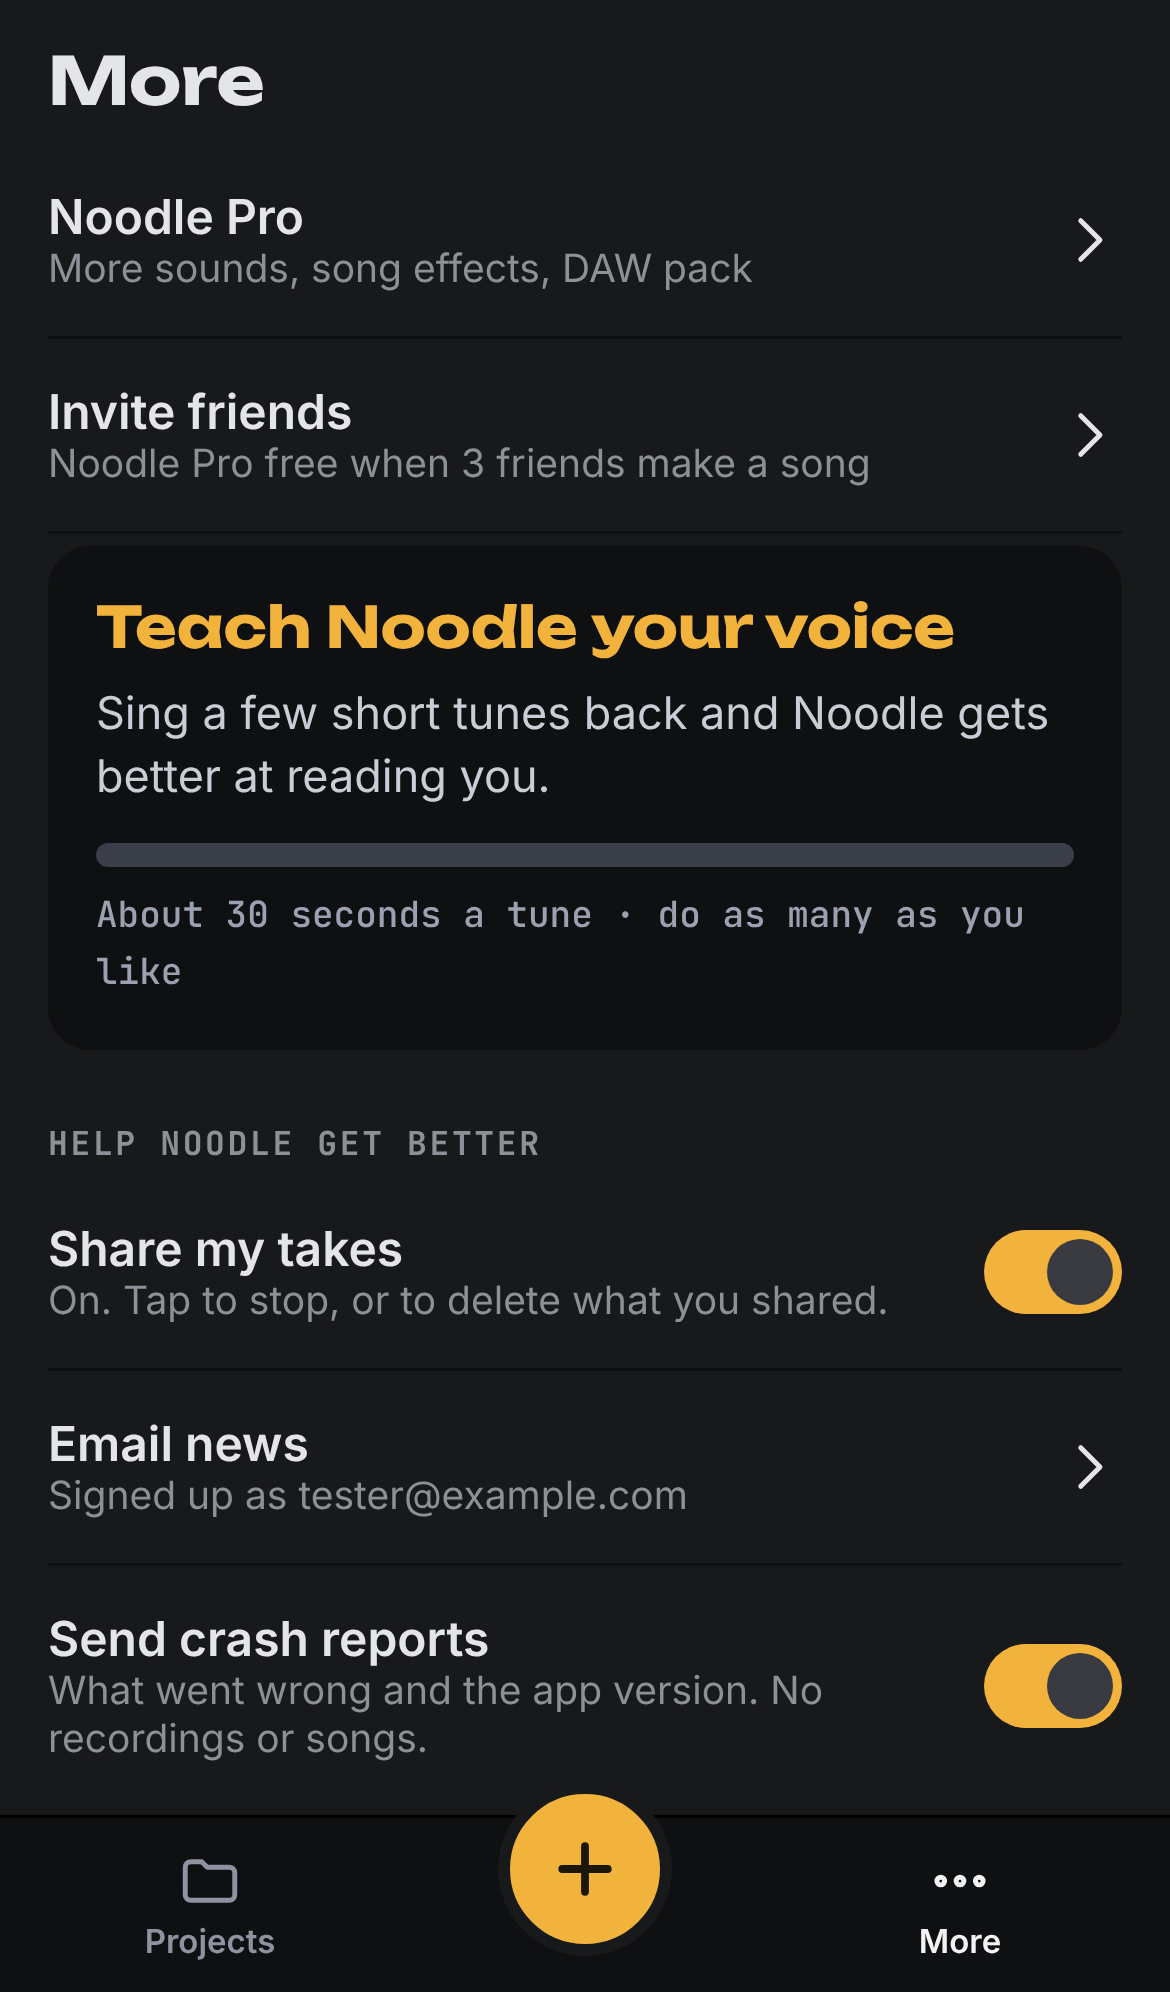 More
Noodle Pro
More sounds, song effects, DAW pack
Invite friends
Noodle Pro free when 3 friends make a song
Teach Noodle your voice
Sing a few short tunes back and Noodle gets
better at reading you.
About 30 seconds a tune · do as many as you
like
HELP NOODLE GET BETTER
Share my takes
On. Tap to stop, or to delete what you shared.
Email news
Signed up as tester@example.com
Send crash reports
What went wrong and the app version. No
recordings or songs.
Projects
More